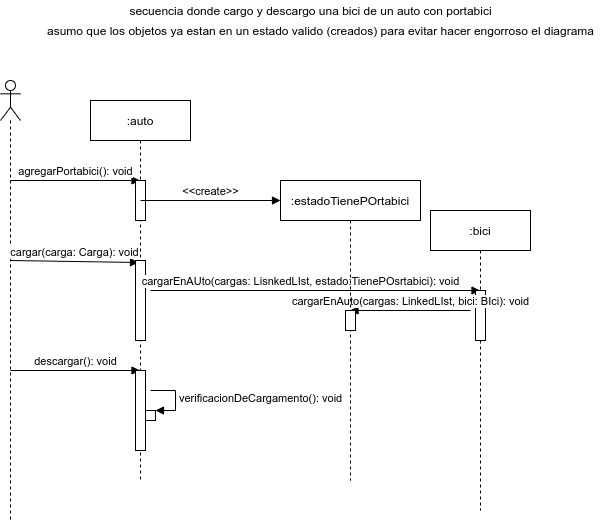 secuencia donde cargo y descargo una bici de un auto con portabici
asumo que los objetos ya estan en un estado valido (creados) para evitar hacer engorroso el diagrama
:auto
agregarPortabici(): void
<<create>>
:estadoTienePOrtabici
:bici
cargar(carga: Carga): void
cargarEnAUto(cargas: LisnkedLIst, estado:TienePOsrtabici): void
cargarEnAuto(cargas: LinkedLIst, bici: BIci): void
descargar(): void
verificacionDeCargamento(): void